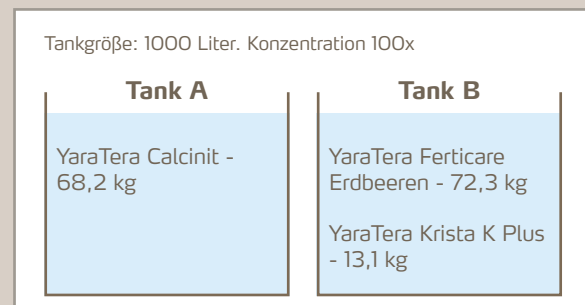 Tankgröße: 1000 Liter. Konzentration 100x
Tank A
YaraTera Calcinit -
68,2 kg
Tank B
YaraTera Ferticare
Erdbeeren - 72,3 kg
YaraTera Krista K Plus
- 13,1 kg